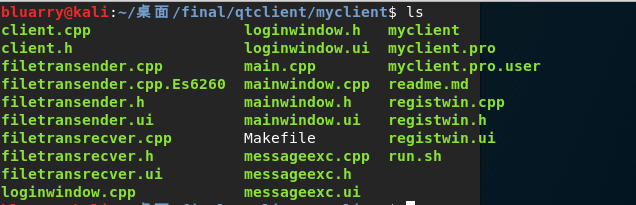 bluarry@kali:~/桌面/final/qtclient/myclient$ ls
client.cpp loginwindow.h myclient
client.h loginwindow.ui myclient.pro
filetransender.cpp main.cpp myclient.pro.user
filetransender.cpp.Es6260 mainwindow.cpp readme.md
filetransender.h mainwindow.h registwin.cpp
filetransender.ui mainwindow.ui registwin.h
filetransrecver.cpp Makefile registwin.ui
filetransrecver.h messageexc.cpp run.sh
filetransrecver.ui messageexc.h
loginwindow.cpp messageexc.ui